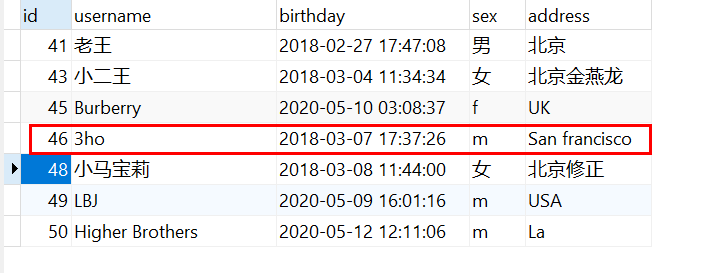 id username birthday sex address
41 老王 2018-02-27 17:47:08 男 北京
43 小二王 2018-03-04 11:34:34 女 北京金燕龙
45 Burberry 2020-05-10 03:08:37 f UK
46 3ho 2018-03-07 17:37:26 m San francisco
48 小马宝莉 2018-03-08 11:44:00 女 北京修正
49 LBJ 2020-05-09 16:01:16 m USA
50 Higher Brothers 2020-05-12 12:11:06 m La